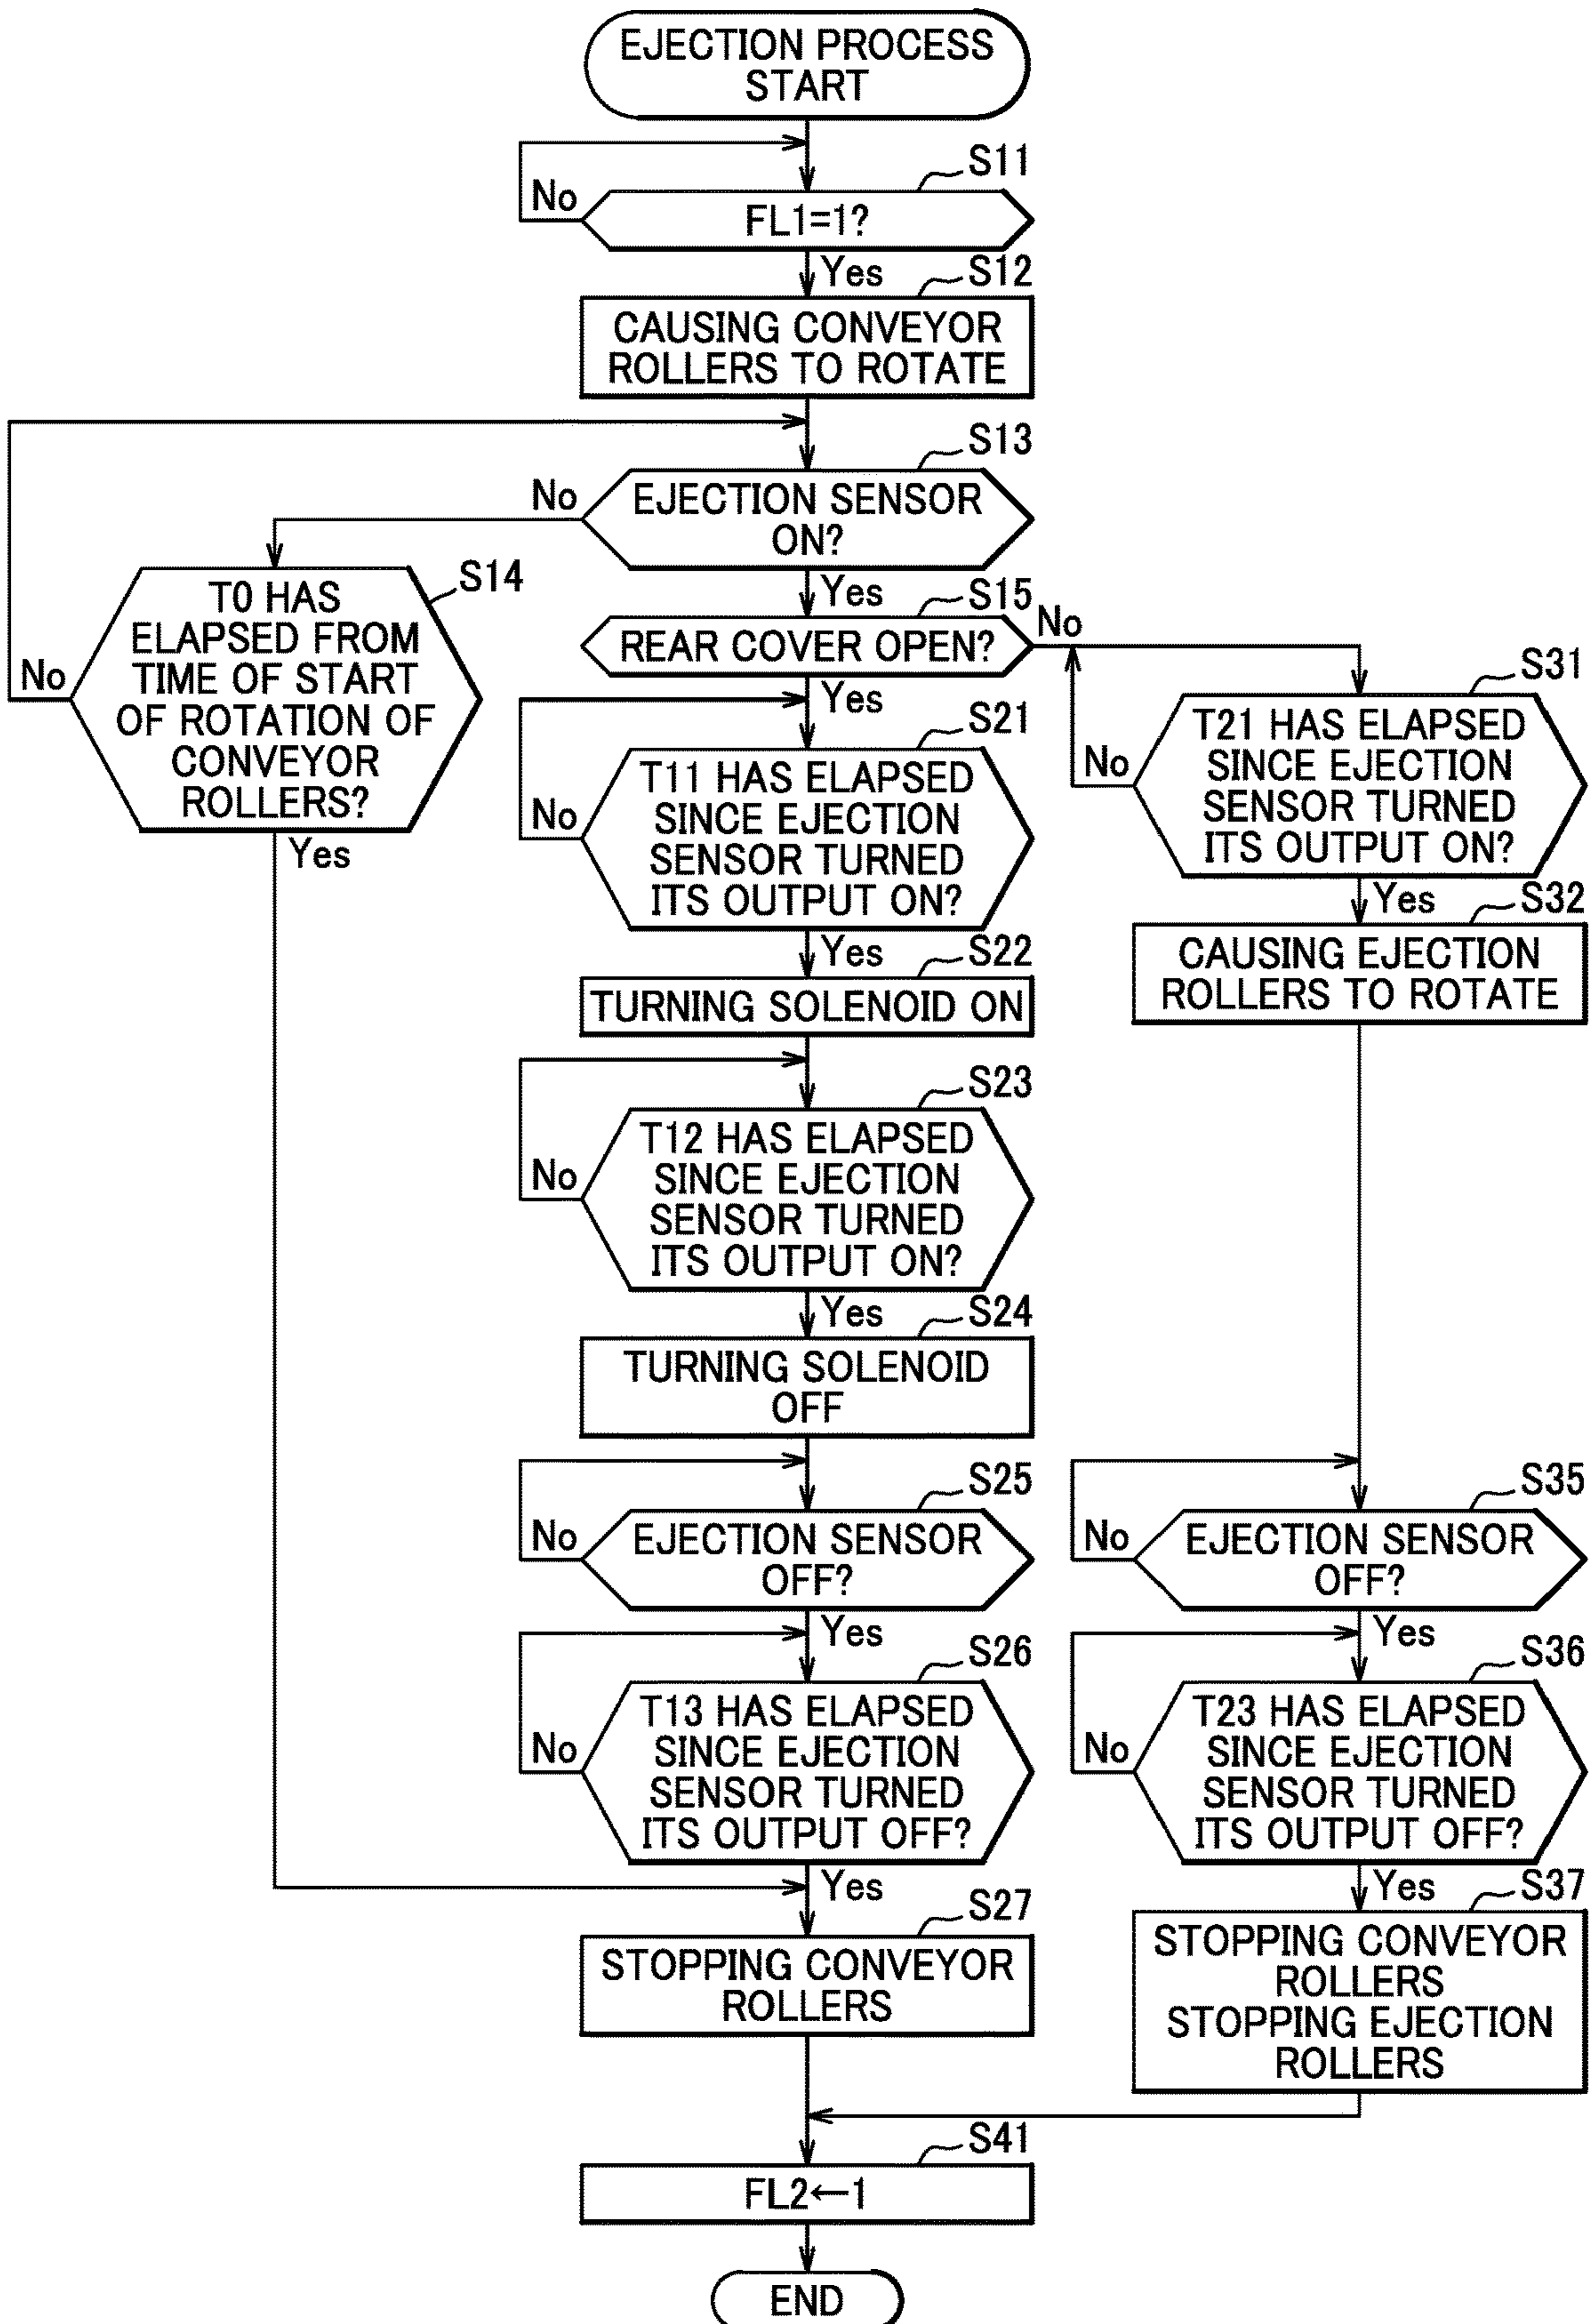 EJECTION PROCESS
START
S11
No
FL1=1?
Yes
S12
CAUSING CONVEYOR
ROLLERS TO ROTATE
S13
No
EJECTION SENSOR
ON?
S14
T0 HAS
ELAPSED FROM
TIME OF START
OF ROTATION OF
CONVEYOR
ROLLERS?
No
Yes
Yes
S15
REAR COVER OPEN?
No
Yes
S21
T11 HAS ELAPSED
SINCE EJECTION
SENSOR TURNED
ITS OUTPUT ON?
No
Yes
S22
TURNING SOLENOID ON
S23
T12 HAS ELAPSED
SINCE EJECTION
SENSOR TURNED
ITS OUTPUT ON?
No
Yes
S24
TURNING SOLENOID
OFF
S25
No
EJECTION SENSOR
OFF?
Yes
S26
T13 HAS ELAPSED
SINCE EJECTION
SENSOR TURNED
ITS OUTPUT OFF?
No
Yes
S27
STOPPING CONVEYOR
ROLLERS
S31
T21 HAS ELAPSED
SINCE EJECTION
SENSOR TURNED
ITS OUTPUT ON?
No
Yes
S32
CAUSING EJECTION
ROLLERS TO ROTATE
S35
No
EJECTION SENSOR
OFF?
Yes
S36
T23 HAS ELAPSED
SINCE EJECTION
SENSOR TURNED
ITS OUTPUT OFF?
No
Yes
S37
STOPPING CONVEYOR
ROLLERS
STOPPING EJECTION
ROLLERS
S41
FL2←1
END